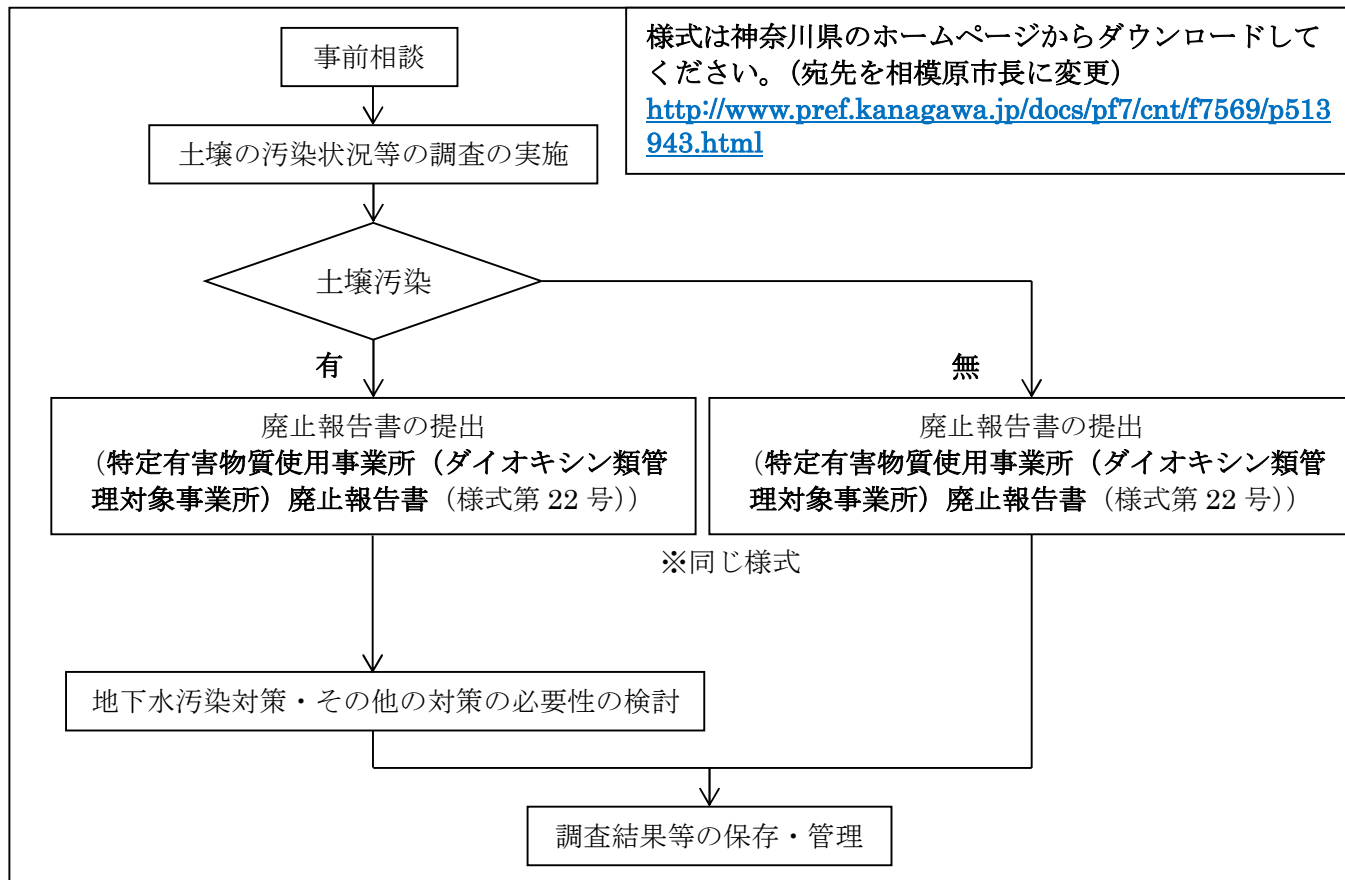 事前相談
様式は神奈川県のホームページからダウンロードして
ください。（宛先を相模原市長に変更）
http://www.pref.kanagawa.jp/docs/pf7/cnt/f7569/p513
943.html
土壌の汚染状況等の調査の実施
土壌汚染
有
無
廃止報告書の提出
（特定有害物質使用事業所（ダイオキシン類管
理対象事業所）廃止報告書（様式第 22 号））
廃止報告書の提出
（特定有害物質使用事業所（ダイオキシン類管
理対象事業所）廃止報告書（様式第 22 号））
※同じ様式
地下水汚染対策・その他の対策の必要性の検討
調査結果等の保存・管理